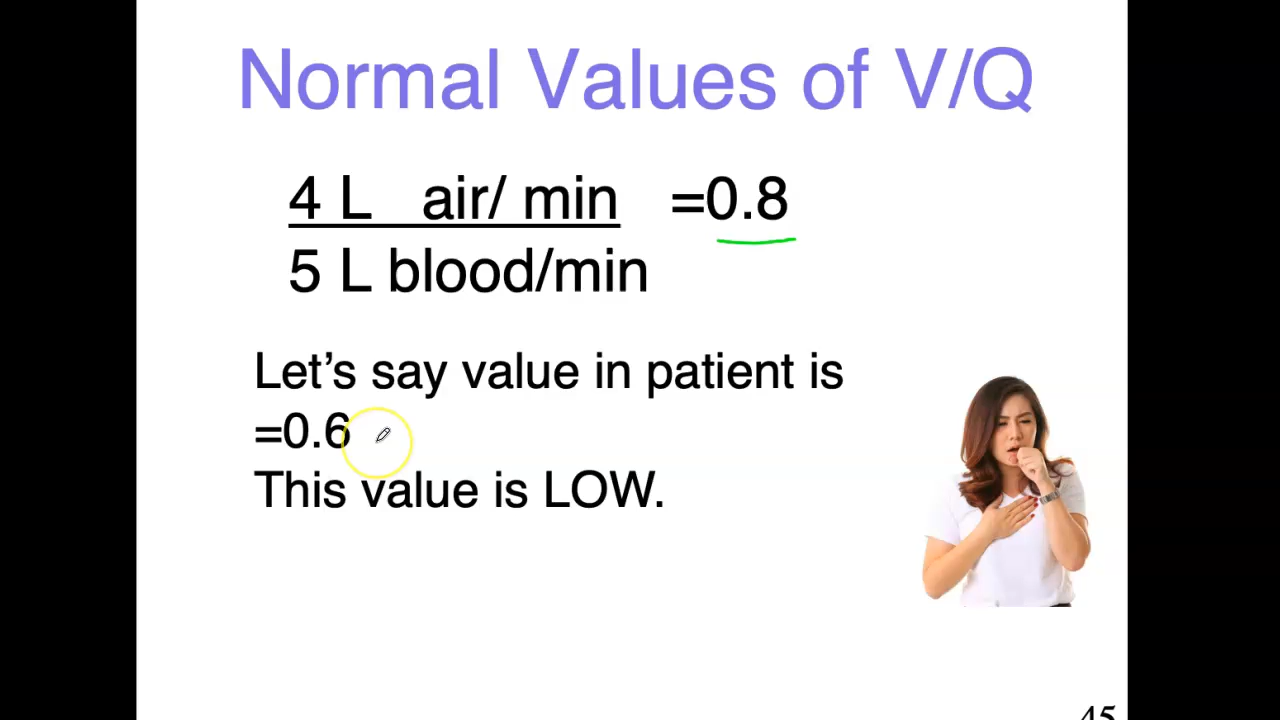 Normal Values of V/Q
4 L air/ min =0.8
5 L blood/min
Let’s say value in patient is
=0.6
This value is LOW.
45